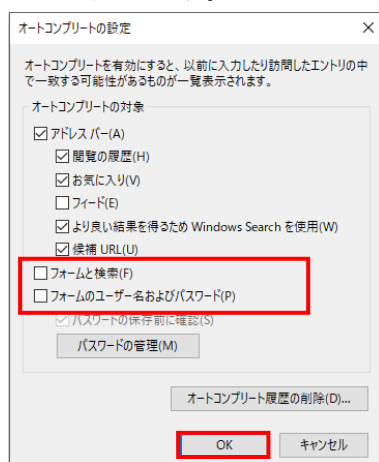 オートコンプリートの設定
オートコンプリートを有効にすると、以前に入力したり訪問したエントリの中
で一致する可能性があるものが一覧表示されます。
オートコンプリートの対象
アドレス バー(A)
閲覧の履歴(H)
お気に入り(V)
フィード(E)
より良い結果を得るため Windows Search を使用(W)
候補 URL(U)
フォームと検索(F)
フォームのユーザー名およびパスワード(P)
パスワードの保存前に確認(S)
パスワードの管理(M)
オートコンプリート履歴の削除(D)...
OK キャンセル